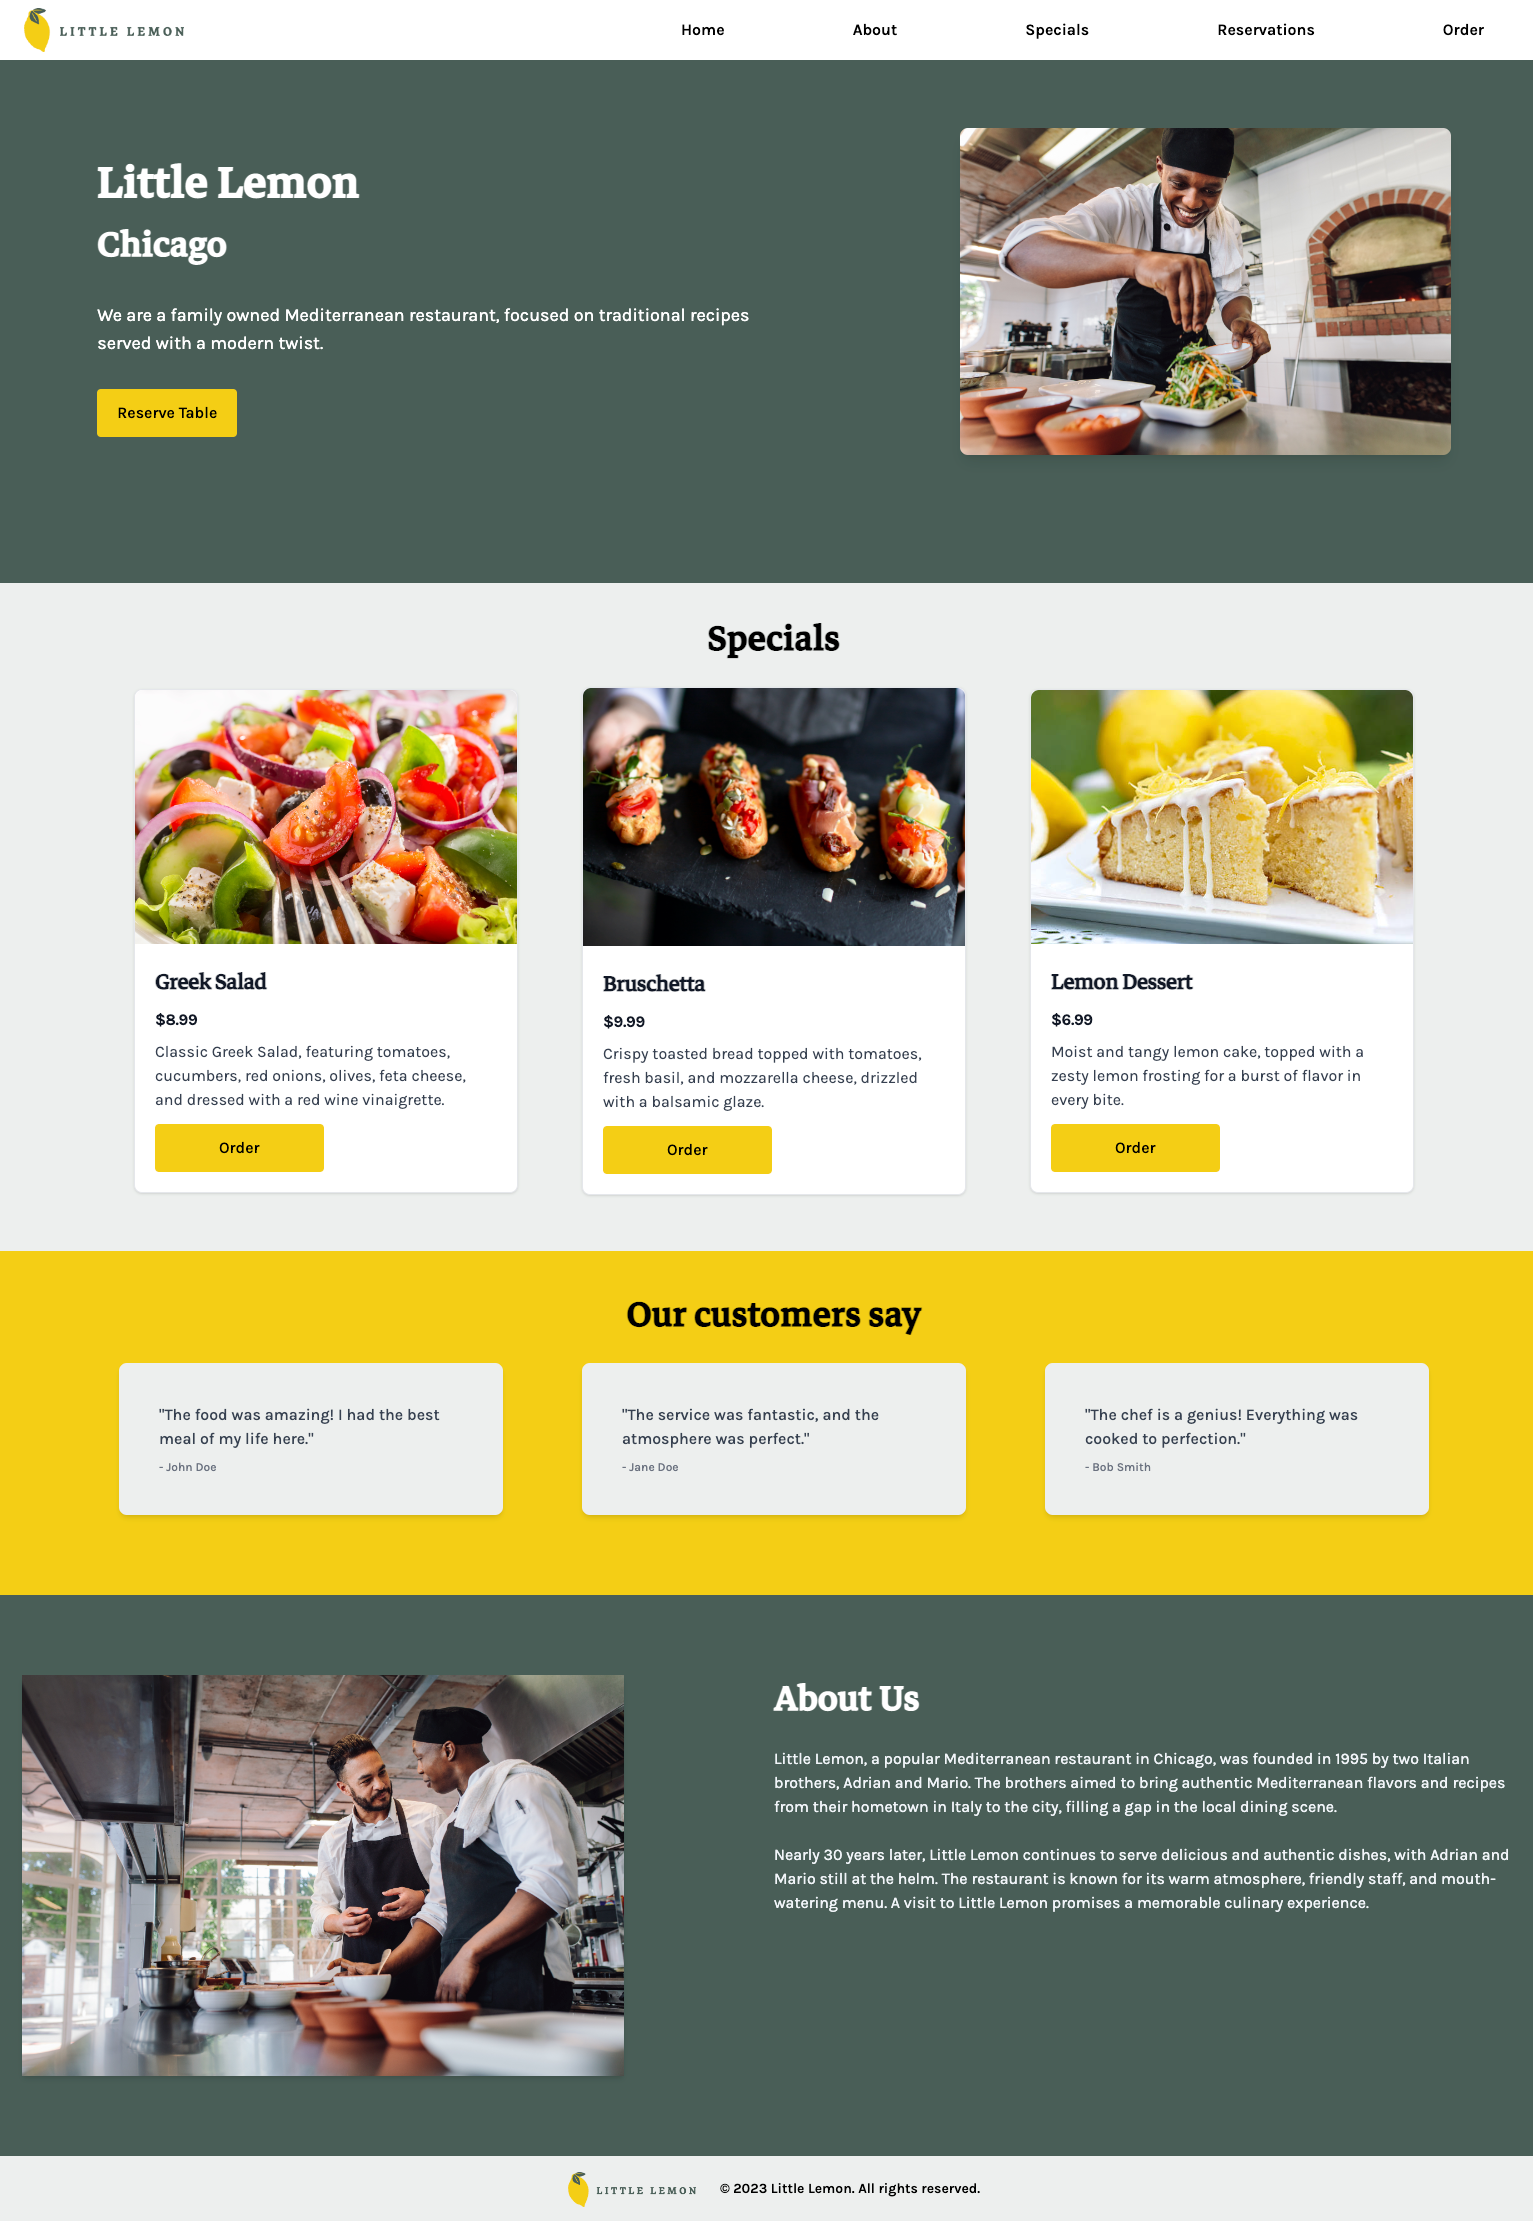 LITTLE LEMON
Home
About
Specials
Reservations
Order
Little Lemon
Chicago
We are a family owned Mediterranean restaurant, focused on traditional recipes
served with a modern twist.
Reserve Table
Specials
Greek Salad
$8.99
Classic Greek Salad, featuring tomatoes,
cucumbers, red onions, olives, feta cheese,
and dressed with a red wine vinaigrette.
Order
Bruschetta
$9.99
Crispy toasted bread topped with tomatoes,
fresh basil, and mozzarella cheese, drizzled
with a balsamic glaze.
Order
Lemon Dessert
$6.99
Moist and tangy lemon cake, topped with a
zesty lemon frosting for a burst of flavor in
every bite.
Order
Our customers say
"The food was amazing! I had the best
meal of my life here."
- John Doe
"The service was fantastic, and the
atmosphere was perfect."
- Jane Doe
"The chef is a genius! Everything was
cooked to perfection."
- Bob Smith
About Us
Little Lemon, a popular Mediterranean restaurant in Chicago, was founded in 1995 by two Italian
brothers, Adrian and Mario. The brothers aimed to bring authentic Mediterranean flavors and recipes
from their hometown in Italy to the city, filling a gap in the local dining scene.
Nearly 30 years later, Little Lemon continues to serve delicious and authentic dishes, with Adrian and
Mario still at the helm. The restaurant is known for its warm atmosphere, friendly staff, and mouth-
watering menu. A visit to Little Lemon promises a memorable culinary experience.
LITTLE LEMON
© 2023 Little Lemon. All rights reserved.